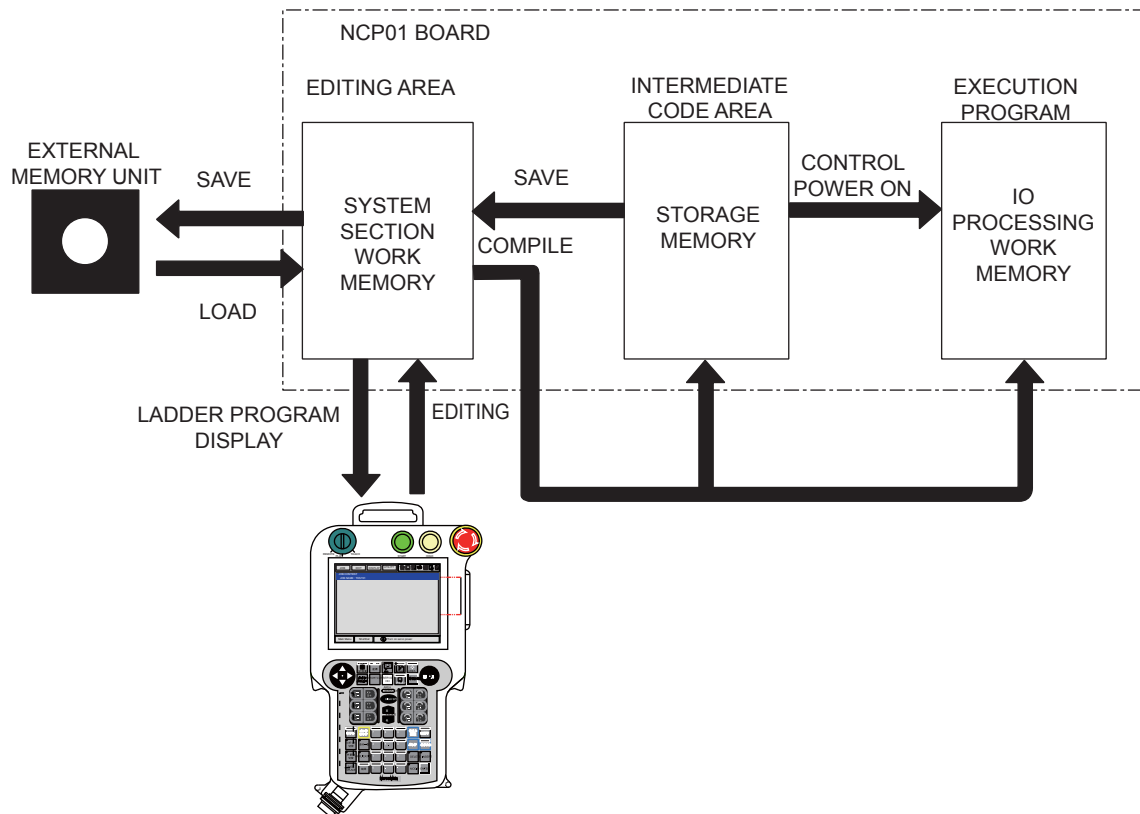 NCP01 BOARD
EDITING AREA
INTERMEDIATE
CODE AREA
EXECUTION
PROGRAM
EXTERNAL
MEMORY UNIT
SAVE
LOAD
SYSTEM
SECTION
WORK
MEMORY
SAVE
COMPILE
STORAGE
MEMORY
CONTROL
POWER ON
IO
PROCESSING
WORK
MEMORY
LADDER PROGRAM
DISPLAY
EDITING